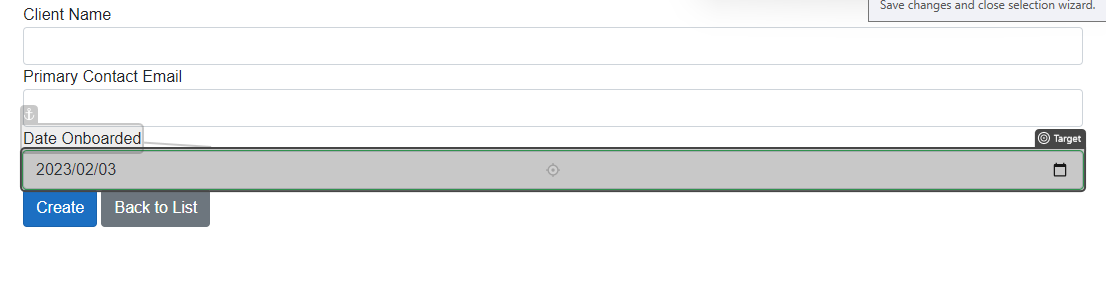 Save changes and close selection wizard.
Client Name
Primary Contact Email
Date Onboarded
Target
2023/02/03
Create Back to List